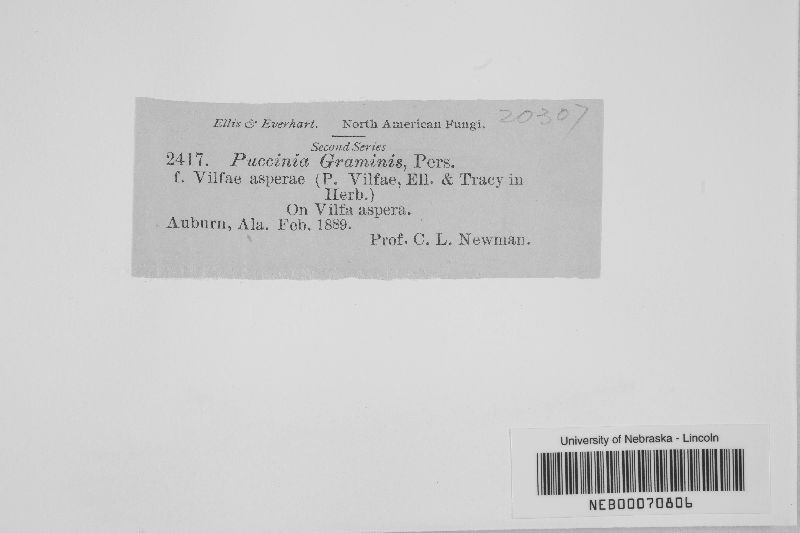 Ellis & Everhart. North American Fungi. 20307
Second Series
2417. Puccinia Graminis, Pers.
f. Vilfae asperae (P. Vilfae, Ell. & Tracy in
Herb.)
On Vilfa aspera.
Auburn, Ala. Feb. 1889.
Prof. C. L. Newman.
University of Nebraska - Lincoln
NEB00070806